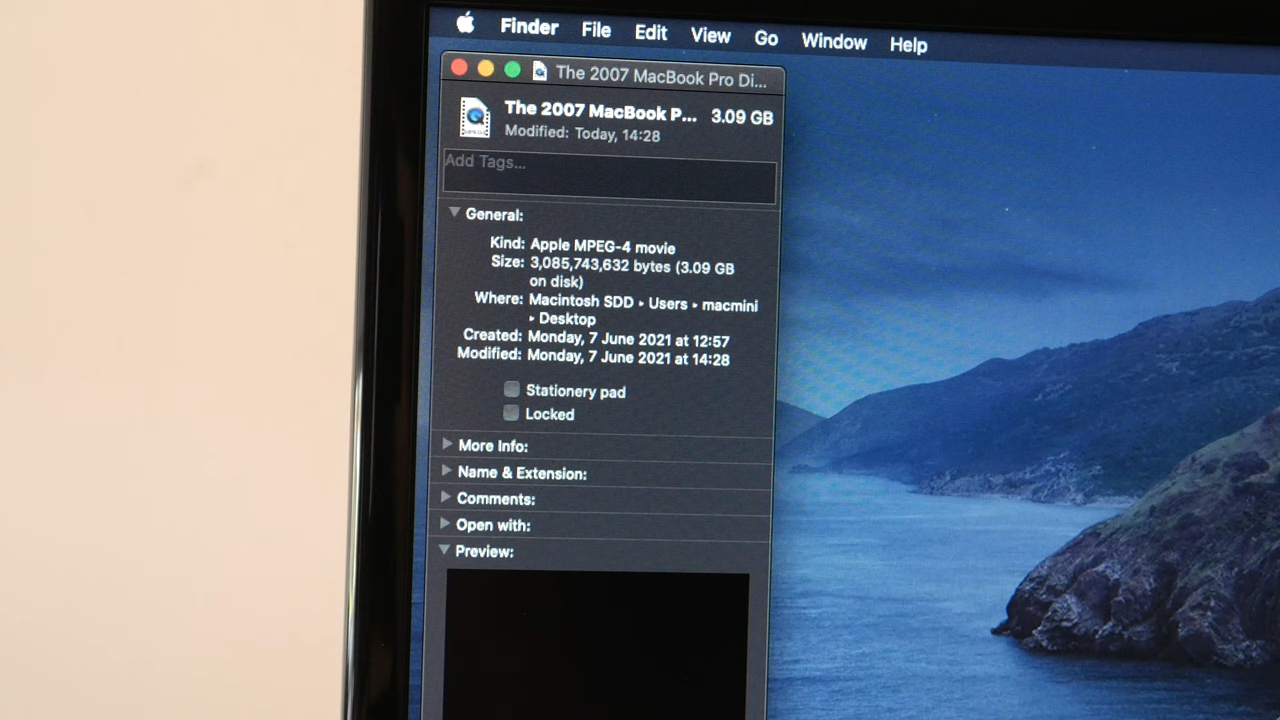 Finder File Edit View Go Window Help
The 2007 MacBook Pro Di...
The 2007 MacBook P... 3.09 GB
Modified: Today, 14:28
Add Tags...
General:
Kind: Apple MPEG-4 movie
Size: 3,085,743,632 bytes (3.09 GB
on disk)
Where: Macintosh SDD ▸ Users ▸ macmini
▸ Desktop
Created: Monday, 7 June 2021 at 12:57
Modified: Monday, 7 June 2021 at 14:28
Stationery pad
Locked
More Info:
Name & Extension:
Comments:
Open with:
Preview: